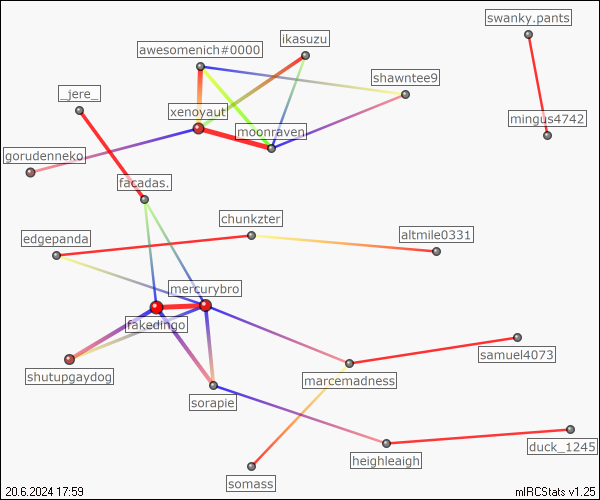 swanky.pants
ikasuzu
awesomenich#0000
shawntee9
_jere_
xenoyaut
mingus4742
moonraven
gorudenneko
facadas.
chunkzter
edgepanda
altmile0331
mercurybro
fakedingo
samuel4073
shutupgaydog
marcemadness
sorapie
duck_1245
heighleaigh
somass
20.6.2024 17:59
mIRCStats v1.25